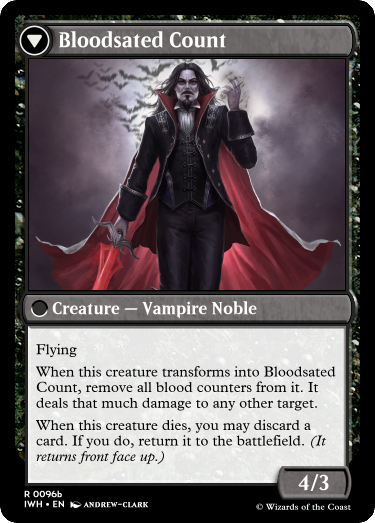 Bloodsated Count
Creature — Vampire Noble
Flying
When this creature transforms into Bloodsated
Count, remove all blood counters from it. It
deals that much damage to any other target.
When this creature dies, you may discard a
card. If you do, return it to the battlefield. (It
returns front face up.)
4/3
R 0096b
IWH • EN ANDREW-CLARK
© Wizards of the Coast